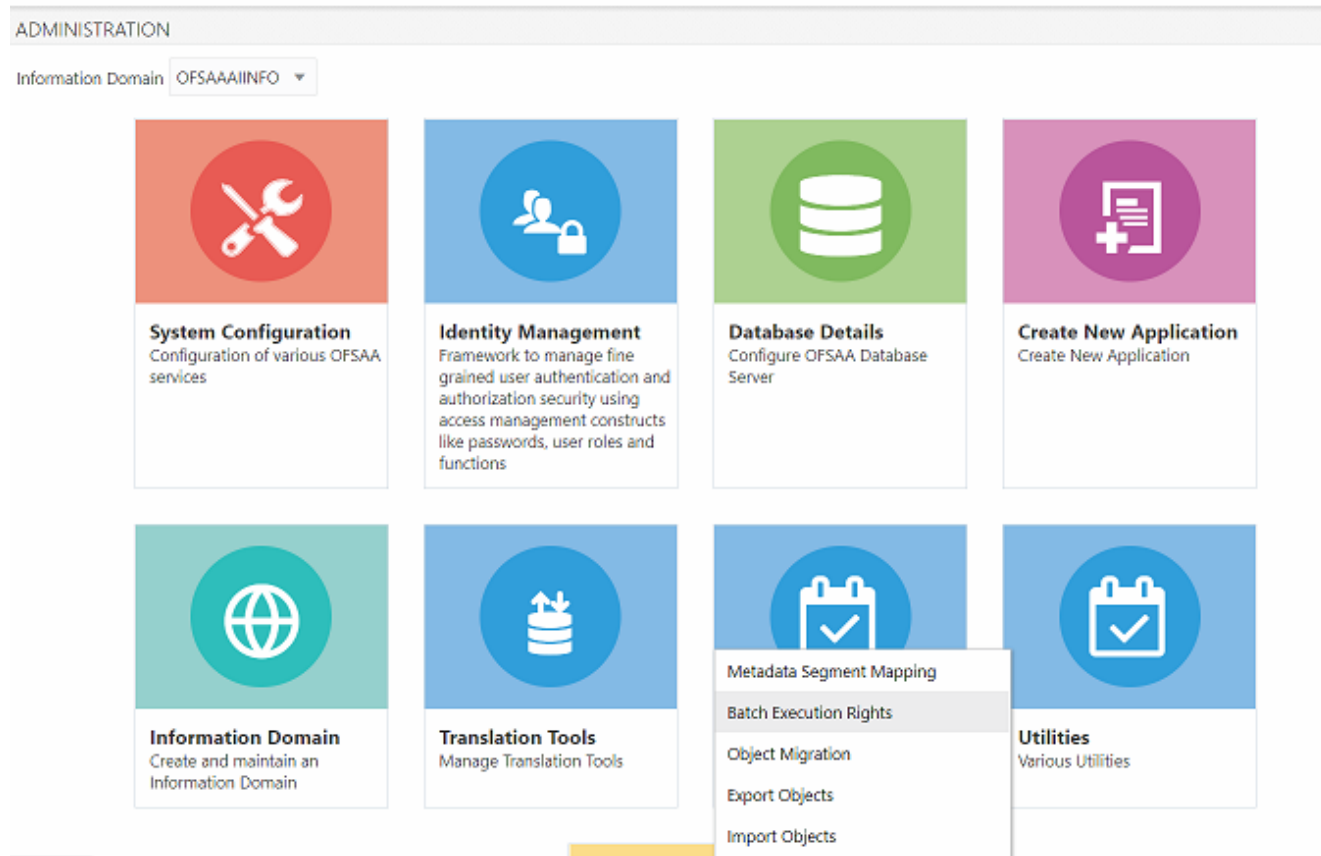 ADMINISTRATION
Information Domain OFSAAAIINFO
System Configuration
Configuration of various OFSAA
services
Identity Management
Framework to manage fine
grained user authentication and
authorization security using
access management constructs
like passwords, user roles and
functions
Database Details
Configure OFSAA Database
Server
Create New Application
Create New Application
Information Domain
Create and maintain an
Information Domain
Translation Tools
Manage Translation Tools
Metadata Segment Mapping
Batch Execution Rights
Object Migration
Export Objects
Import Objects
Utilities
Various Utilities